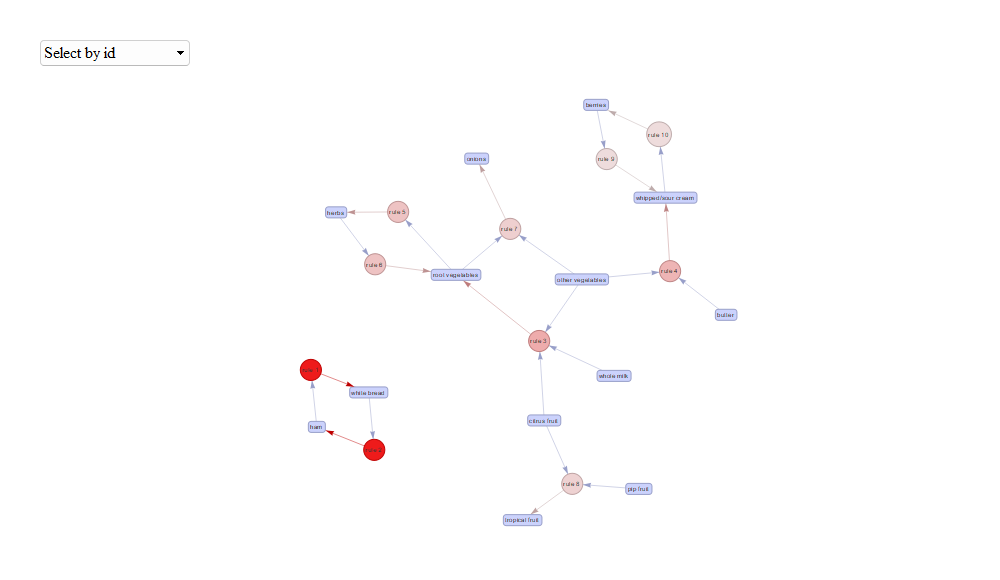 Select by id
berries
rule 10
onions
rule 9
whipped/sour cream
herbs
rule 5
rule 7
rule 6
root vegetables
other vegetables
rule 4
butter
rule 3
rule 1
whole milk
white bread
citrus fruit
ham
rule 2
rule 8
pip fruit
tropical fruit